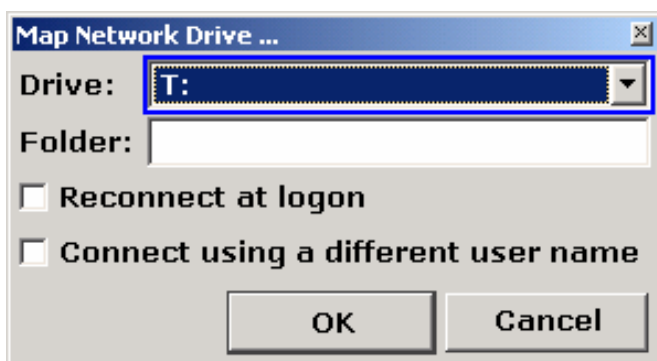 Map Network Drive ...
Drive: T:
Folder:
Reconnect at logon
Connect using a different user name
OK Cancel